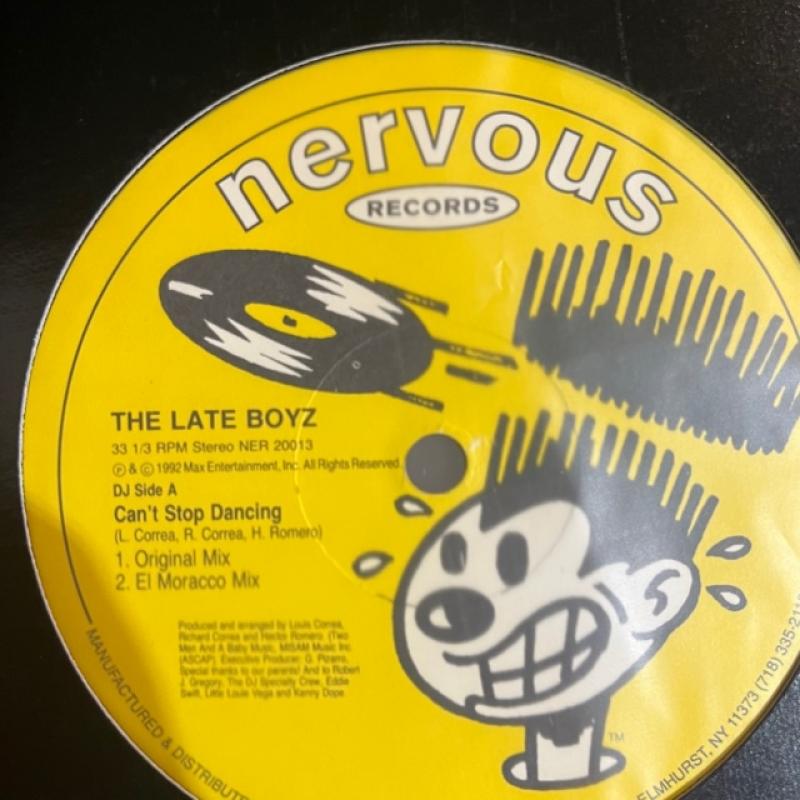 nervous
RECORDS
THE LATE BOYZ
33 1/3 RPM Stereo NER 20013
℗ & © 1992 Max Entertainment, Inc. All Rights Reserved.
DJ Side A
Can't Stop Dancing
(L. Correa, R. Correa, H. Romero)
1. Original Mix
2. El Moracco Mix
Produced and arranged by Louis Correa,
Richard Correa and Hector Romero. (Two
Men And A Baby Music, MISAM Music Inc.
(ASCAP). Executive Producer: G. Pizarro,
Special thanks to our parents! And to Robert
J. Gregory, The DJ Specialty Crew, Eddie
Swift, Little Louie Vega and Kenny Dope.
TM
MANUFACTURED & DISTRIBUTE
ELMHURST, NY 11373 (718) 335-211